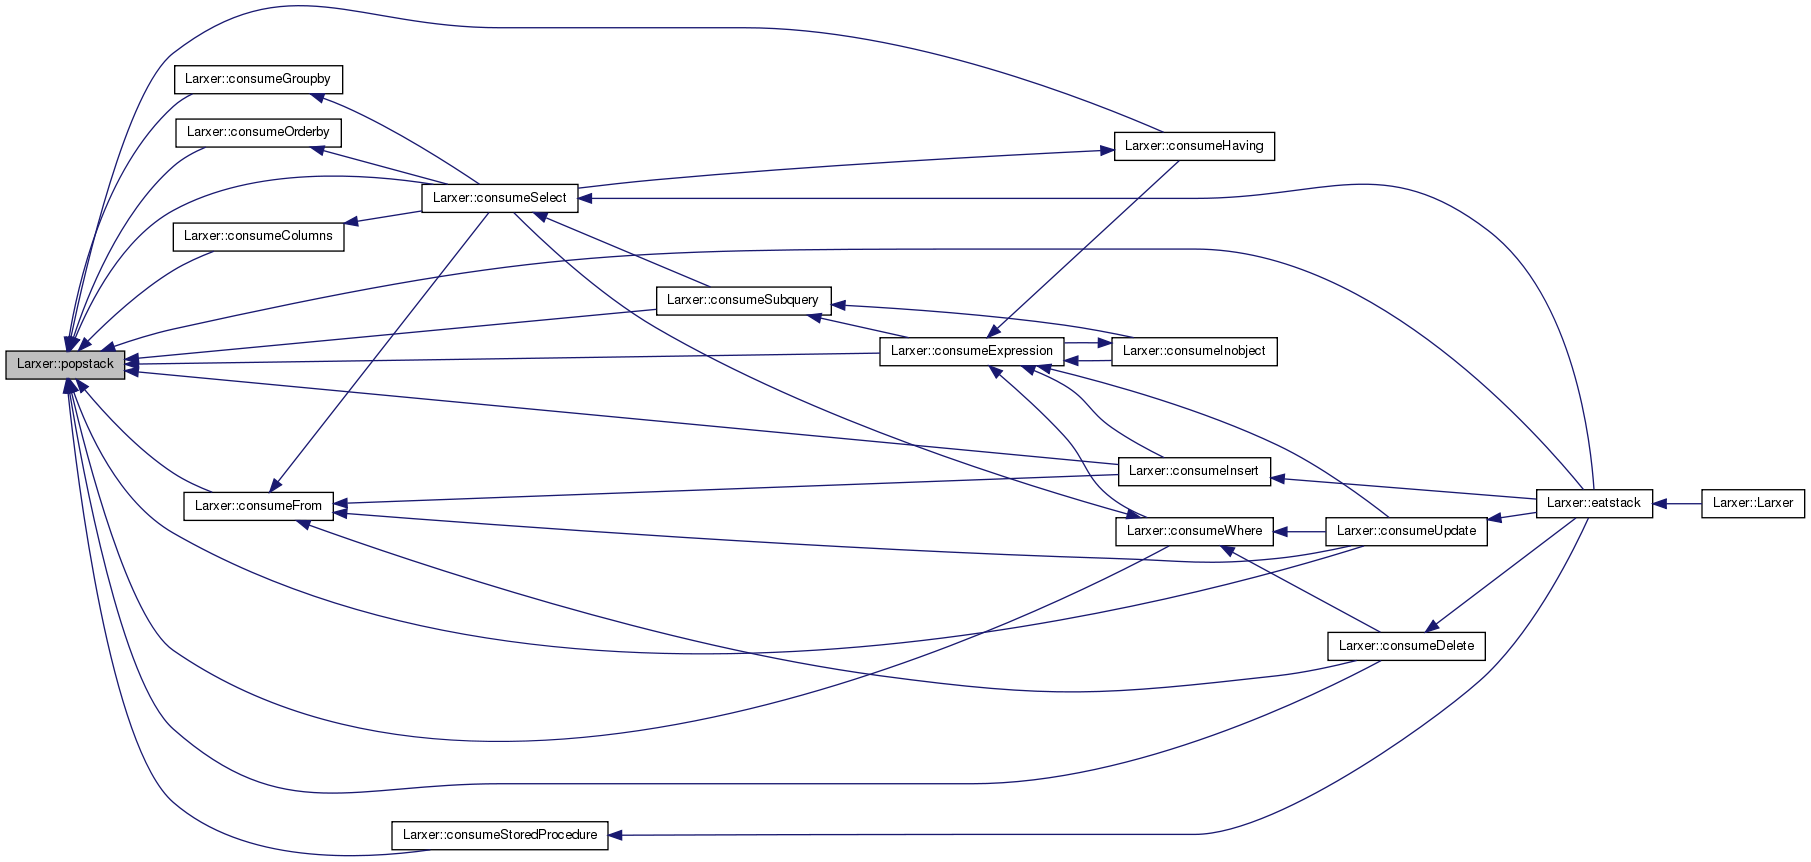 Larxer::consumeGroupby
Larxer::consumeOrderby
Larxer::consumeHaving
Larxer::consumeSelect
Larxer::consumeColumns
Larxer::consumeSubquery
Larxer::consumeExpression
Larxer::consumeInobject
Larxer::popstack
Larxer::consumeInsert
Larxer::consumeFrom
Larxer::eatstack
Larxer::Larxer
Larxer::consumeWhere
Larxer::consumeUpdate
Larxer::consumeDelete
Larxer::consumeStoredProcedure